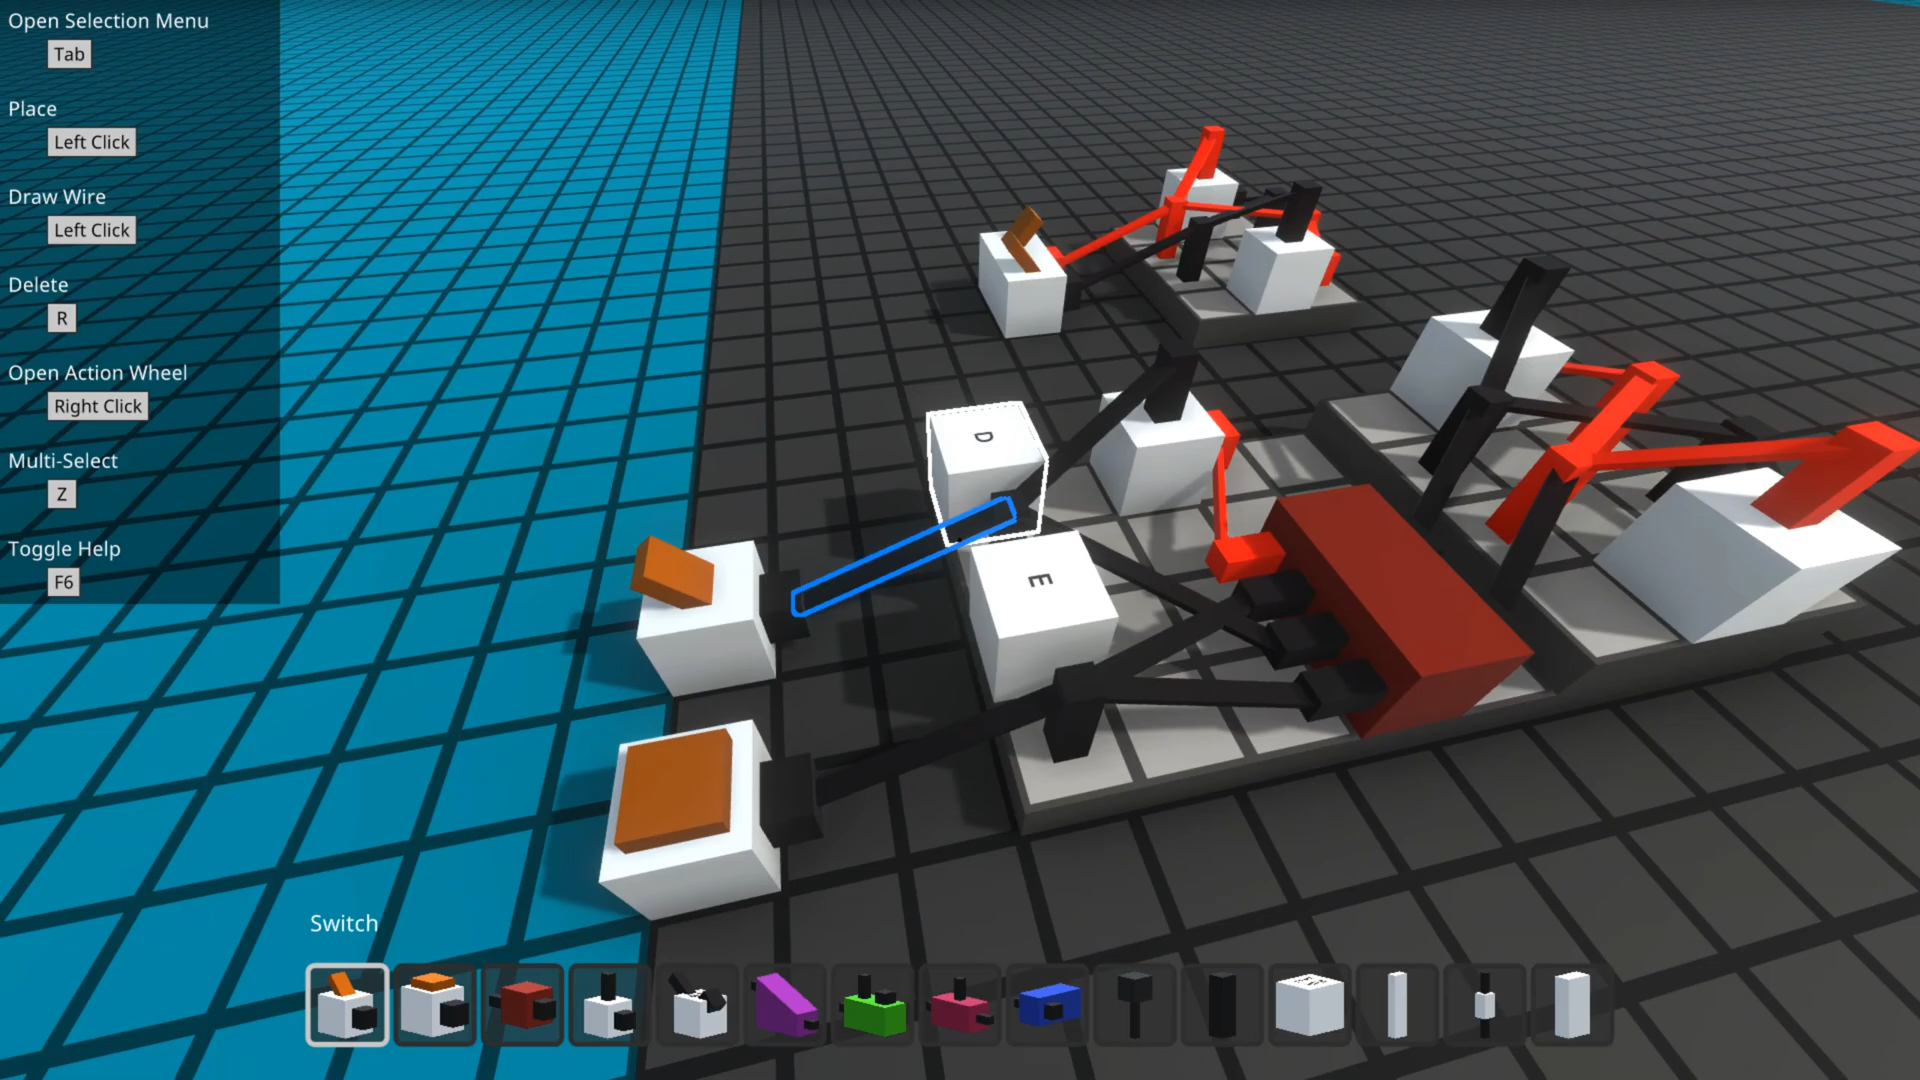 Open Selection Menu
Tab
Place
Left Click
Draw Wire
Left Click
Delete
R
Open Action Wheel
Right Click
Multi-Select
Z
Toggle Help
F6
D
E
Switch